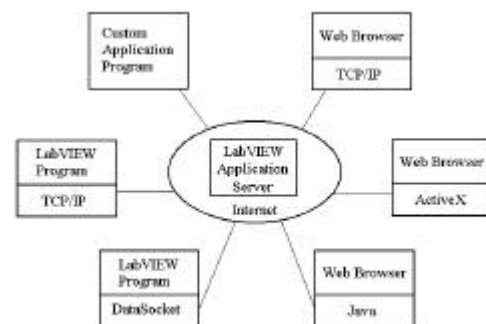 Custom
Application
Program
Web Browser
TCP/IP
LabVIEW
Program
TCP/IP
LabVIEW
Application
Server
Internet
Web Browser
ActiveX
LabVIEW
Program
DataSocket
Web Browser
Java